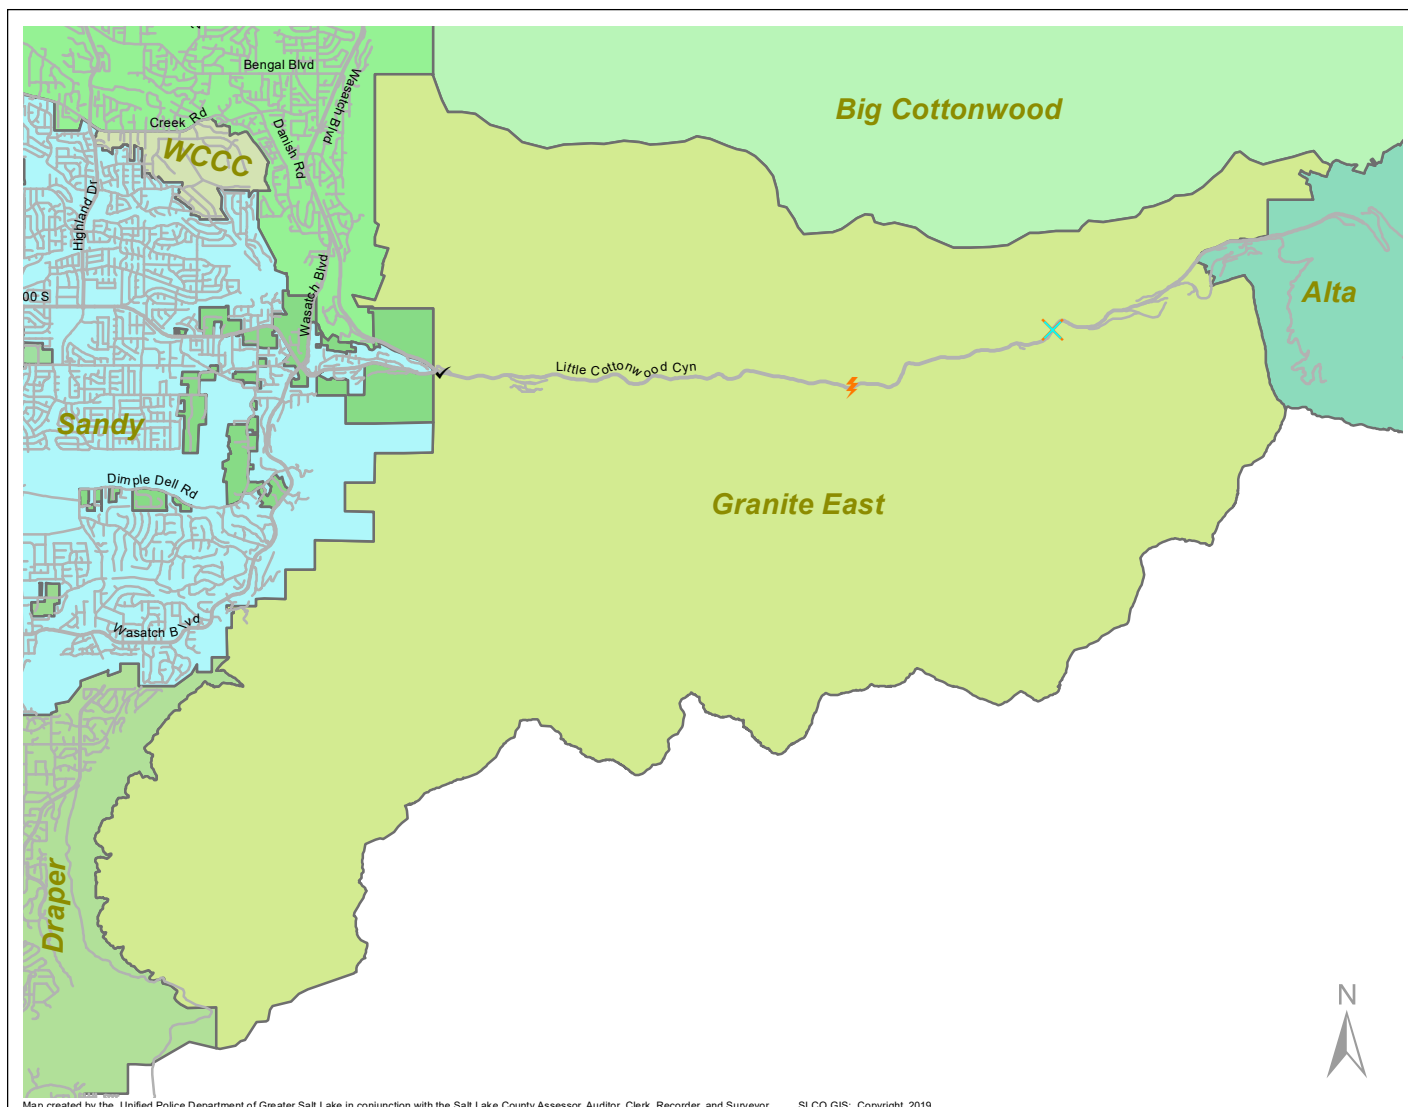 Bengal Blvd
Wasatch Blvd
Big Cottonwood
Creek Rd
Danish Rd
WCCC
Highland Dr
Wasatch Blvd
00 S
Alta
Little Cottonwood Cyn
Sandy
Dimple Dell Rd
Granite East
Wasatch Blvd
Draper
N
Map created by the Unified Police Department of Greater Salt Lake in conjunction with the Salt Lake County Assessor, Auditor, Clerk, Recorder, and Surveyor. SLCO GIS: Copyright 2019